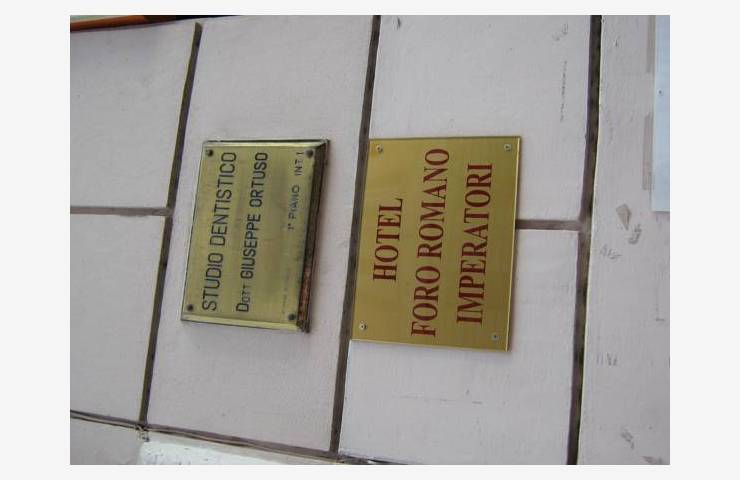 STUDIO DENTISTICO
DOTT GIUSEPPE ORTUSO
1° PIANO INT. 1
HOTEL
FORO ROMANO
IMPERATORI